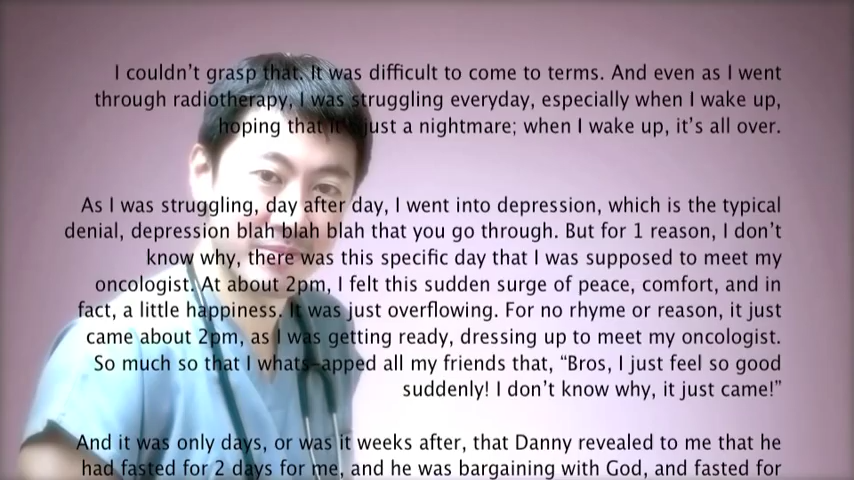 I couldn't grasp that. It was difficult to come to terms. And even as I went
through radiotherapy, I was struggling everyday, especially when I wake up,
hoping that it's just a nightmare; when I wake up, it's all over.
As I was struggling, day after day, I went into depression, which is the typical
denial, depression blah blah blah that you go through. But for 1 reason, I don't
know why, there was this specific day that I was supposed to meet my
oncologist. At about 2pm, I felt this sudden surge of peace, comfort, and in
fact, a little happiness. It was just overflowing. For no rhyme or reason, it just
came about 2pm, as I was getting ready, dressing up to meet my oncologist.
So much so that I whats-apped all my friends that, “Bros, I just feel so good
suddenly! I don't know why, it just came!”
And it was only days, or was it weeks after, that Danny revealed to me that he
had fasted for 2 days for me, and he was bargaining with God, and fasted for